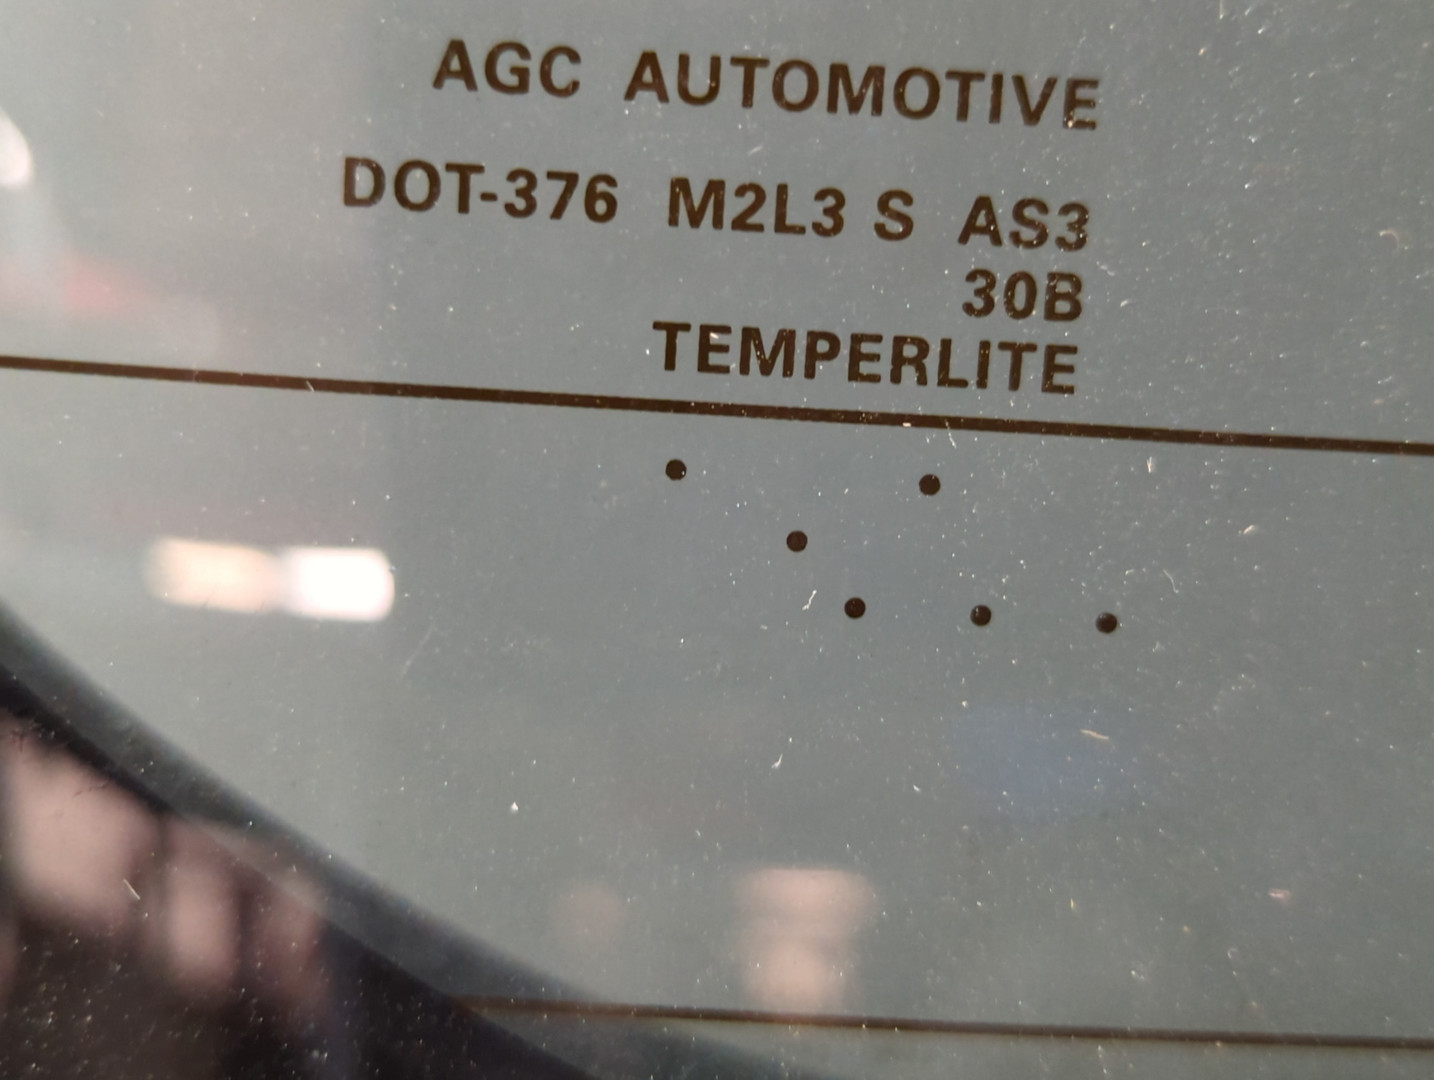 AGC AUTOMOTIVE
DOT-376 M2L3 S AS3
30B
TEMPERLITE